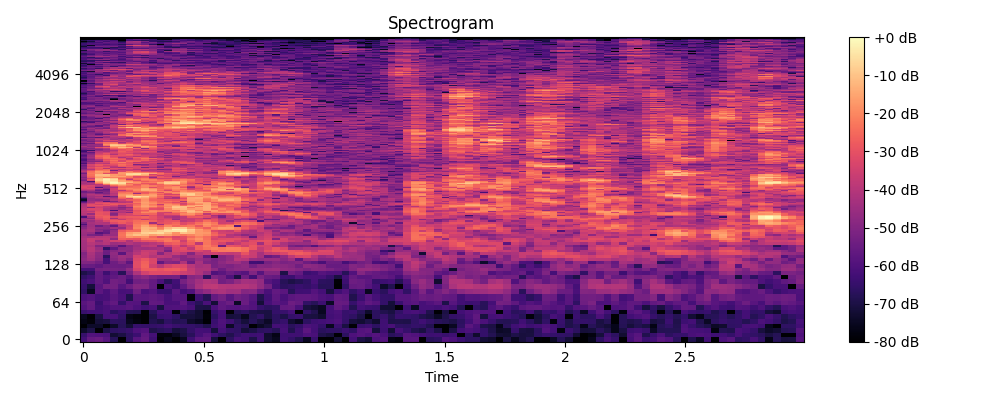 Spectrogram
Hz
4096
2048
1024
512
256
128
64
0
0
0.5
1
1.5
2
2.5
Time
+0 dB
-10 dB
-20 dB
-30 dB
-40 dB
-50 dB
-60 dB
-70 dB
-80 dB